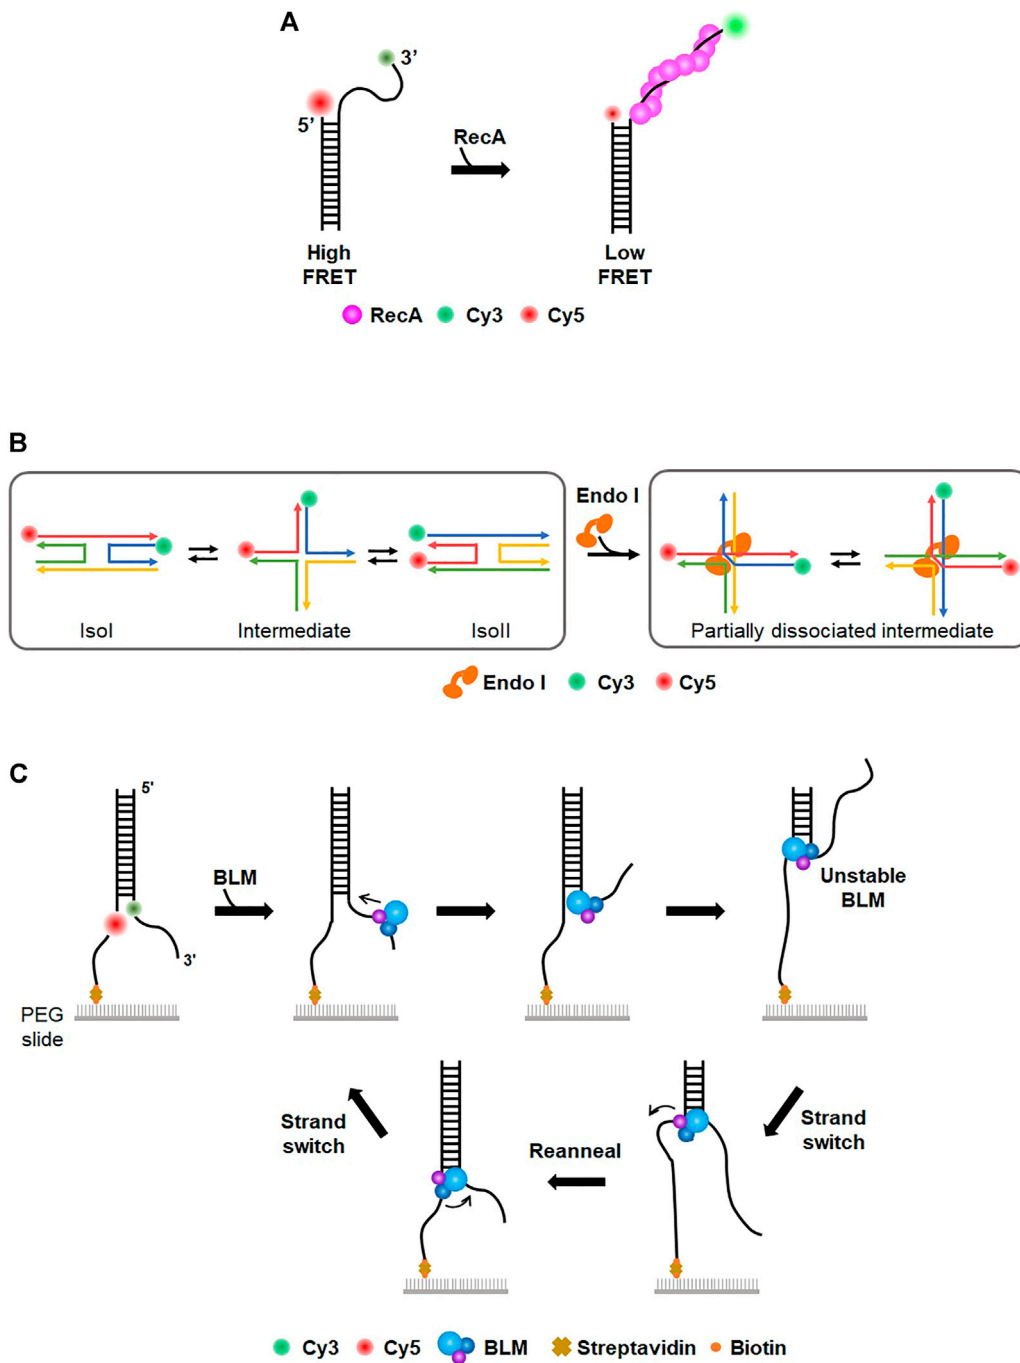 A
3’
5’
RecA
High
FRET
Low
FRET
RecA Cy3 Cy5
B
Endo I
IsoI Intermediate IsoII
Partially dissociated intermediate
Endo I Cy3 Cy5
C
5'
BLM
3'
Unstable
BLM
PEG
slide
Strand
switch
Reanneal
Strand
switch
Cy3 Cy5 BLM Streptavidin Biotin